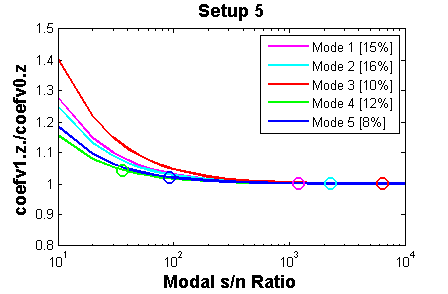 Setup 5
1.5
1.4
1.3
1.2
1.1
1
0.9
0.8
coefv1.z./coefv0.z
Mode 1 [15%]
Mode 2 [16%]
Mode 3 [10%]
Mode 4 [12%]
Mode 5 [8%]
10^1 10^2 10^3 10^4
Modal s/n Ratio